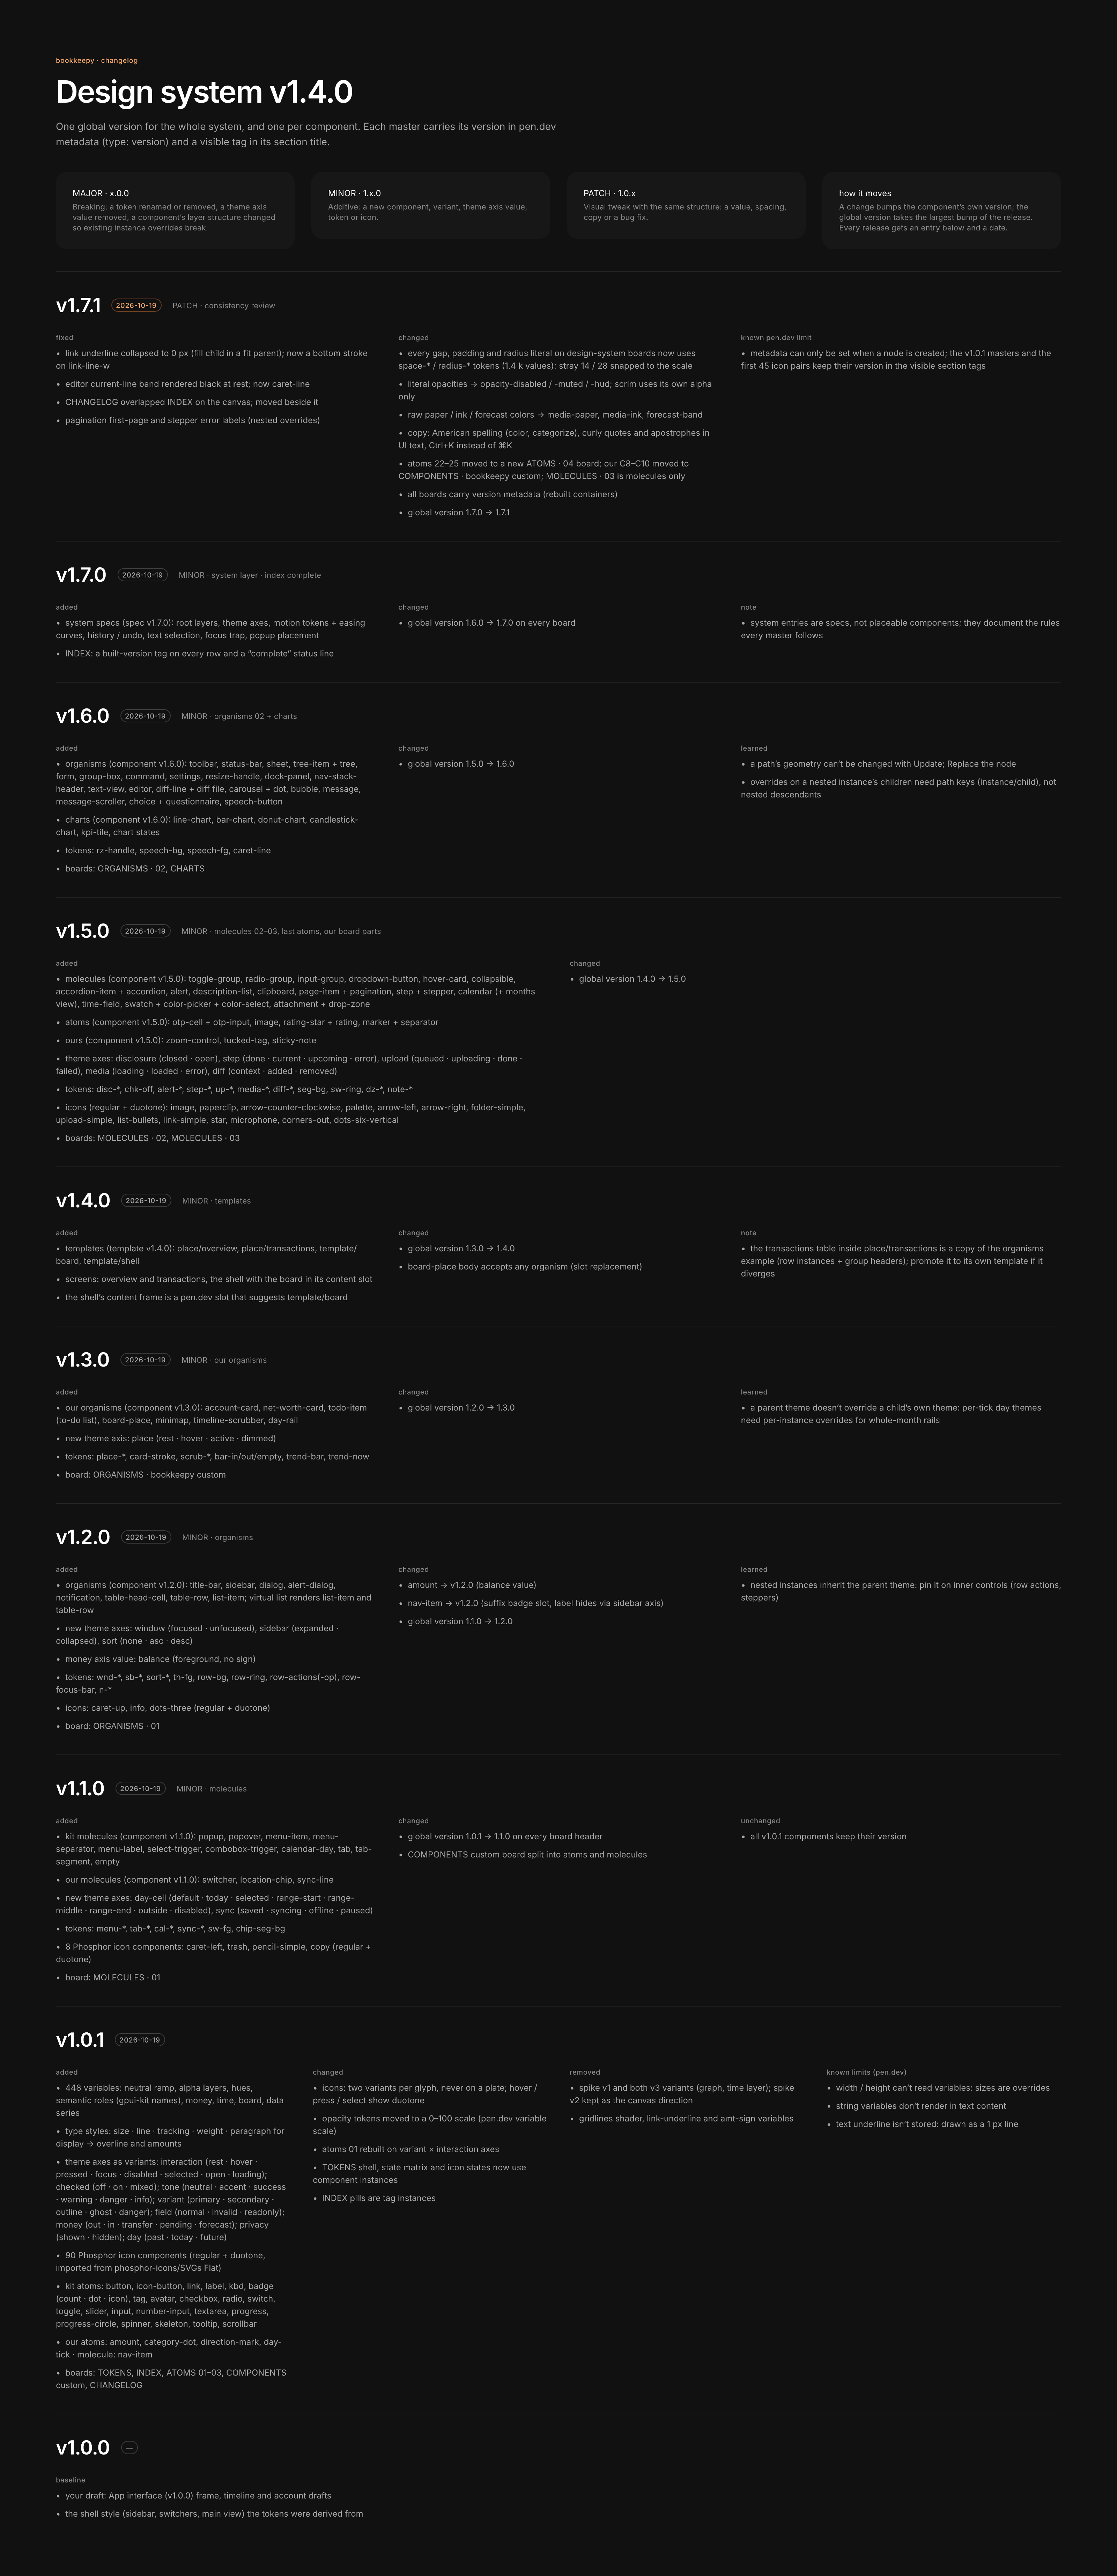 bookkeepy · changelog
Design system v1.4.0
One global version for the whole system, and one per component. Each master carries its version in pen.dev
metadata (type: version) and a visible tag in its section title.
MAJOR · x.0.0
Breaking: a token renamed or removed, a theme axis
value removed, a component’s layer structure changed
so existing instance overrides break.
MINOR · 1.x.0
Additive: a new component, variant, theme axis value,
token or icon.
PATCH · 1.0.x
Visual tweak with the same structure: a value, spacing,
copy or a bug fix.
how it moves
A change bumps the component’s own version; the
global version takes the largest bump of the release.
Every release gets an entry below and a date.
v1.7.1 2026-10-19 PATCH · consistency review
fixed
• link underline collapsed to 0 px (fill child in a fit parent); now a bottom stroke
on link-line-w
• editor current-line band rendered black at rest; now caret-line
• CHANGELOG overlapped INDEX on the canvas; moved beside it
• pagination first-page and stepper error labels (nested overrides)
changed
• every gap, padding and radius literal on design-system boards now uses
space-* / radius-* tokens (1.4 k values); stray 14 / 28 snapped to the scale
• literal opacities → opacity-disabled / -muted / -hud; scrim uses its own alpha
only
• raw paper / ink / forecast colors → media-paper, media-ink, forecast-band
• copy: American spelling (color, categorize), curly quotes and apostrophes in
UI text, Ctrl+K instead of ⌘K
• atoms 22–25 moved to a new ATOMS · 04 board; our C8–C10 moved to
COMPONENTS · bookkeepy custom; MOLECULES · 03 is molecules only
• all boards carry version metadata (rebuilt containers)
• global version 1.7.0 → 1.7.1
known pen.dev limit
• metadata can only be set when a node is created; the v1.0.1 masters and the
first 45 icon pairs keep their version in the visible section tags
v1.7.0 2026-10-19 MINOR · system layer · index complete
added
• system specs (spec v1.7.0): root layers, theme axes, motion tokens + easing
curves, history / undo, text selection, focus trap, popup placement
• INDEX: a built-version tag on every row and a “complete” status line
changed
• global version 1.6.0 → 1.7.0 on every board
note
• system entries are specs, not placeable components; they document the rules
every master follows
v1.6.0 2026-10-19 MINOR · organisms 02 + charts
added
• organisms (component v1.6.0): toolbar, status-bar, sheet, tree-item + tree,
form, group-box, command, settings, resize-handle, dock-panel, nav-stack-
header, text-view, editor, diff-line + diff file, carousel + dot, bubble, message,
message-scroller, choice + questionnaire, speech-button
• charts (component v1.6.0): line-chart, bar-chart, donut-chart, candlestick-
chart, kpi-tile, chart states
• tokens: rz-handle, speech-bg, speech-fg, caret-line
• boards: ORGANISMS · 02, CHARTS
changed
• global version 1.5.0 → 1.6.0
learned
• a path’s geometry can’t be changed with Update; Replace the node
• overrides on a nested instance’s children need path keys (instance/child), not
nested descendants
v1.5.0 2026-10-19 MINOR · molecules 02–03, last atoms, our board parts
added
• molecules (component v1.5.0): toggle-group, radio-group, input-group, dropdown-button, hover-card, collapsible,
accordion-item + accordion, alert, description-list, clipboard, page-item + pagination, step + stepper, calendar (+ months
view), time-field, swatch + color-picker + color-select, attachment + drop-zone
• atoms (component v1.5.0): otp-cell + otp-input, image, rating-star + rating, marker + separator
• ours (component v1.5.0): zoom-control, tucked-tag, sticky-note
• theme axes: disclosure (closed · open), step (done · current · upcoming · error), upload (queued · uploading · done ·
failed), media (loading · loaded · error), diff (context · added · removed)
• tokens: disc-*, chk-off, alert-*, step-*, up-*, media-*, diff-*, seg-bg, sw-ring, dz-*, note-*
• icons (regular + duotone): image, paperclip, arrow-counter-clockwise, palette, arrow-left, arrow-right, folder-simple,
upload-simple, list-bullets, link-simple, star, microphone, corners-out, dots-six-vertical
• boards: MOLECULES · 02, MOLECULES · 03
changed
• global version 1.4.0 → 1.5.0
v1.4.0 2026-10-19 MINOR · templates
added
• templates (template v1.4.0): place/overview, place/transactions, template/
board, template/shell
• screens: overview and transactions, the shell with the board in its content slot
• the shell’s content frame is a pen.dev slot that suggests template/board
changed
• global version 1.3.0 → 1.4.0
• board-place body accepts any organism (slot replacement)
note
• the transactions table inside place/transactions is a copy of the organisms
example (row instances + group headers); promote it to its own template if it
diverges
v1.3.0 2026-10-19 MINOR · our organisms
added
• our organisms (component v1.3.0): account-card, net-worth-card, todo-item
(to-do list), board-place, minimap, timeline-scrubber, day-rail
• new theme axis: place (rest · hover · active · dimmed)
• tokens: place-*, card-stroke, scrub-*, bar-in/out/empty, trend-bar, trend-now
• board: ORGANISMS · bookkeepy custom
changed
• global version 1.2.0 → 1.3.0
learned
• a parent theme doesn’t override a child’s own theme: per-tick day themes
need per-instance overrides for whole-month rails
v1.2.0 2026-10-19 MINOR · organisms
added
• organisms (component v1.2.0): title-bar, sidebar, dialog, alert-dialog,
notification, table-head-cell, table-row, list-item; virtual list renders list-item and
table-row
• new theme axes: window (focused · unfocused), sidebar (expanded ·
collapsed), sort (none · asc · desc)
• money axis value: balance (foreground, no sign)
• tokens: wnd-*, sb-*, sort-*, th-fg, row-bg, row-ring, row-actions(-op), row-
focus-bar, n-*
• icons: caret-up, info, dots-three (regular + duotone)
• board: ORGANISMS · 01
changed
• amount → v1.2.0 (balance value)
• nav-item → v1.2.0 (suffix badge slot, label hides via sidebar axis)
• global version 1.1.0 → 1.2.0
learned
• nested instances inherit the parent theme: pin it on inner controls (row actions,
steppers)
v1.1.0 2026-10-19 MINOR · molecules
added
• kit molecules (component v1.1.0): popup, popover, menu-item, menu-
separator, menu-label, select-trigger, combobox-trigger, calendar-day, tab, tab-
segment, empty
• our molecules (component v1.1.0): switcher, location-chip, sync-line
• new theme axes: day-cell (default · today · selected · range-start · range-
middle · range-end · outside · disabled), sync (saved · syncing · offline · paused)
• tokens: menu-*, tab-*, cal-*, sync-*, sw-fg, chip-seg-bg
• 8 Phosphor icon components: caret-left, trash, pencil-simple, copy (regular +
duotone)
• board: MOLECULES · 01
changed
• global version 1.0.1 → 1.1.0 on every board header
• COMPONENTS custom board split into atoms and molecules
unchanged
• all v1.0.1 components keep their version
v1.0.1 2026-10-19
added
• 448 variables: neutral ramp, alpha layers, hues,
semantic roles (gpui-kit names), money, time, board, data
series
• type styles: size · line · tracking · weight · paragraph for
display → overline and amounts
• theme axes as variants: interaction (rest · hover ·
pressed · focus · disabled · selected · open · loading);
checked (off · on · mixed); tone (neutral · accent · success
· warning · danger · info); variant (primary · secondary ·
outline · ghost · danger); field (normal · invalid · readonly);
money (out · in · transfer · pending · forecast); privacy
(shown · hidden); day (past · today · future)
• 90 Phosphor icon components (regular + duotone,
imported from phosphor-icons/SVGs Flat)
• kit atoms: button, icon-button, link, label, kbd, badge
(count · dot · icon), tag, avatar, checkbox, radio, switch,
toggle, slider, input, number-input, textarea, progress,
progress-circle, spinner, skeleton, tooltip, scrollbar
• our atoms: amount, category-dot, direction-mark, day-
tick · molecule: nav-item
• boards: TOKENS, INDEX, ATOMS 01–03, COMPONENTS
custom, CHANGELOG
changed
• icons: two variants per glyph, never on a plate; hover /
press / select show duotone
• opacity tokens moved to a 0–100 scale (pen.dev variable
scale)
• atoms 01 rebuilt on variant × interaction axes
• TOKENS shell, state matrix and icon states now use
component instances
• INDEX pills are tag instances
removed
• spike v1 and both v3 variants (graph, time layer); spike
v2 kept as the canvas direction
• gridlines shader, link-underline and amt-sign variables
known limits (pen.dev)
• width / height can’t read variables: sizes are overrides
• string variables don’t render in text content
• text underline isn’t stored: drawn as a 1 px line
v1.0.0 —
baseline
• your draft: App interface (v1.0.0) frame, timeline and account drafts
• the shell style (sidebar, switchers, main view) the tokens were derived from